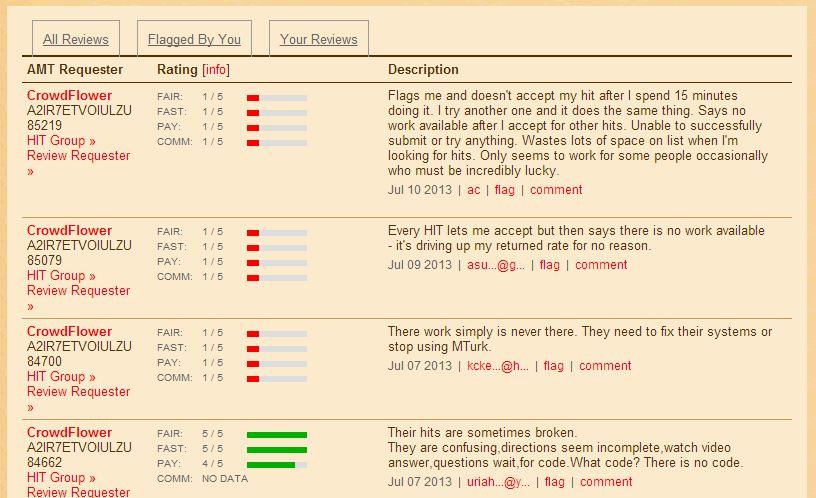 All Reviews Flagged By You Your Reviews
AMT Requester Rating [info] Description
CrowdFlower
A2IR7ETVOIULZU
85219
HIT Group »
Review Requester
»
FAIR: 1 / 5
FAST: 1 / 5
PAY: 1 / 5
COMM: 1 / 5
Flags me and doesn't accept my hit after I spend 15 minutes
doing it. I try another one and it does the same thing. Says no
work available after I accept for other hits. Unable to successfully
submit or try anything. Wastes lots of space on list when I'm
looking for hits. Only seems to work for some people occasionally
who must be incredibly lucky.
Jul 10 2013 | ac | flag | comment
CrowdFlower
A2IR7ETVOIULZU
85079
HIT Group »
Review Requester
»
FAIR: 1 / 5
FAST: 1 / 5
PAY: 1 / 5
COMM: 1 / 5
Every HIT lets me accept but then says there is no work available
- it's driving up my returned rate for no reason.
Jul 09 2013 | asu...@g... | flag | comment
CrowdFlower
A2IR7ETVOIULZU
84700
HIT Group »
Review Requester
»
FAIR: 1 / 5
FAST: 1 / 5
PAY: 1 / 5
COMM: 1 / 5
There work simply is never there. They need to fix their systems or
stop using MTurk.
Jul 07 2013 | kcke...@h... | flag | comment
CrowdFlower
A2IR7ETVOIULZU
84662
HIT Group »
Review Requester
FAIR: 5 / 5
FAST: 5 / 5
PAY: 4 / 5
COMM: NO DATA
Their hits are sometimes broken.
They are confusing,directions seem incomplete,watch video
answer,questions wait,for code.What code? There is no code.
Jul 07 2013 | uriah...@y... | flag | comment